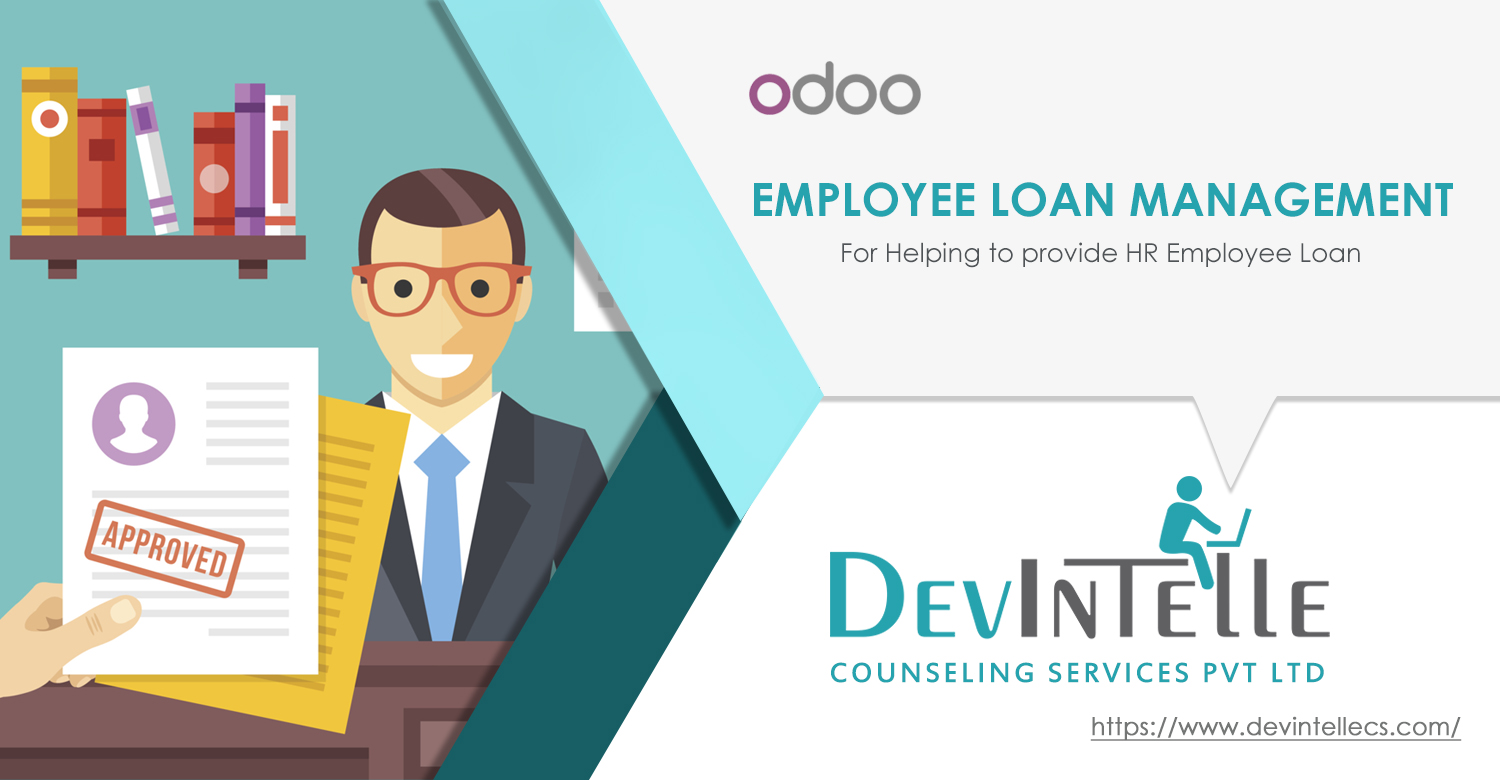 odoo
EMPLOYEE LOAN MANAGEMENT
For Helping to provide HR Employee Loan
APPROVED
DEVINTELLE
COUNSELING SERVICES PVT LTD
https://www.devintellecs.com/